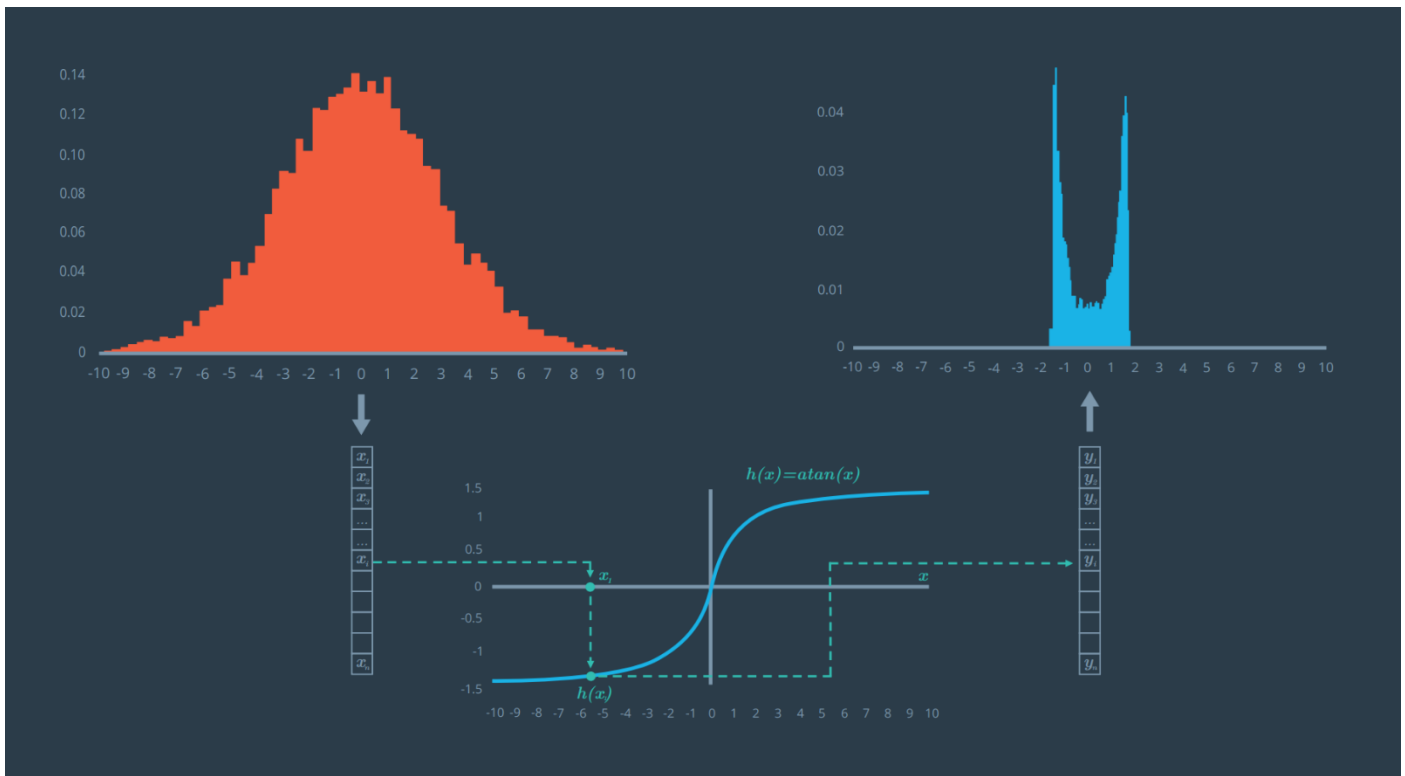 0.14
0.12
0.10
0.08
0.06
0.04
0.02
0
-10 -9 -8 -7 -6 -5 -4 -3 -2 -1 0 1 2 3 4 5 6 7 8 9 10
0.04
0.03
0.02
0.01
0
-10 -9 -8 -7 -6 -5 -4 -3 -2 -1 0 1 2 3 4 5 6 7 8 9 10
x₁
x₂
x₃
...
...
xᵢ
xₙ
h(x)=atan(x)
1.5
1
0.5
0
-0.5
-1
-1.5
xᵢ
x
h(xᵢ)
-10 -9 -8 -7 -6 -5 -4 -3 -2 -1 0 1 2 3 4 5 6 7 8 9 10
y₁
y₂
y₃
...
...
yᵢ
yₙ